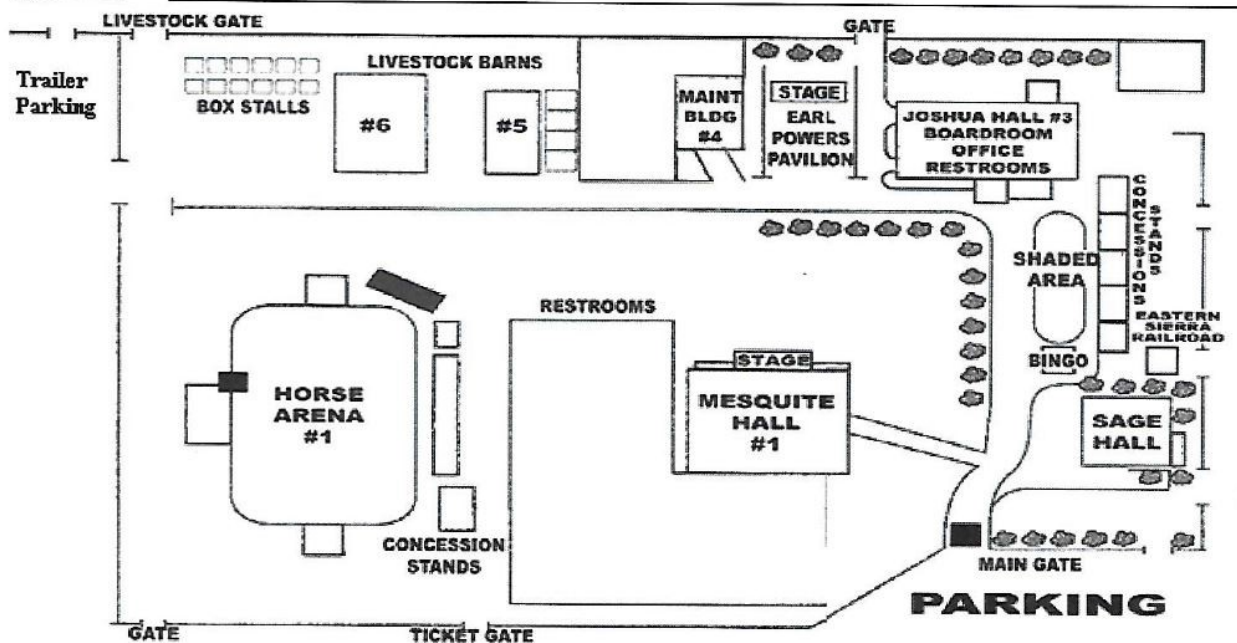 LIVESTOCK GATE
GATE
Trailer
Parking
LIVESTOCK BARNS
BOX STALLS
#6
#5
MAINT
BLDG
#4
STAGE
EARL
POWERS
PAVILION
JOSHUA HALL #3
BOARDROOM
OFFICE
RESTROOMS
CONCESSIONS
STANDS
SHADED
AREA
EASTERN
SIERRA
RAILROAD
BINGO
RESTROOMS
STAGE
MESQUITE
HALL
#1
HORSE
ARENA
#1
SAGE
HALL
CONCESSION
STANDS
MAIN GATE
PARKING
GATE
TICKET GATE